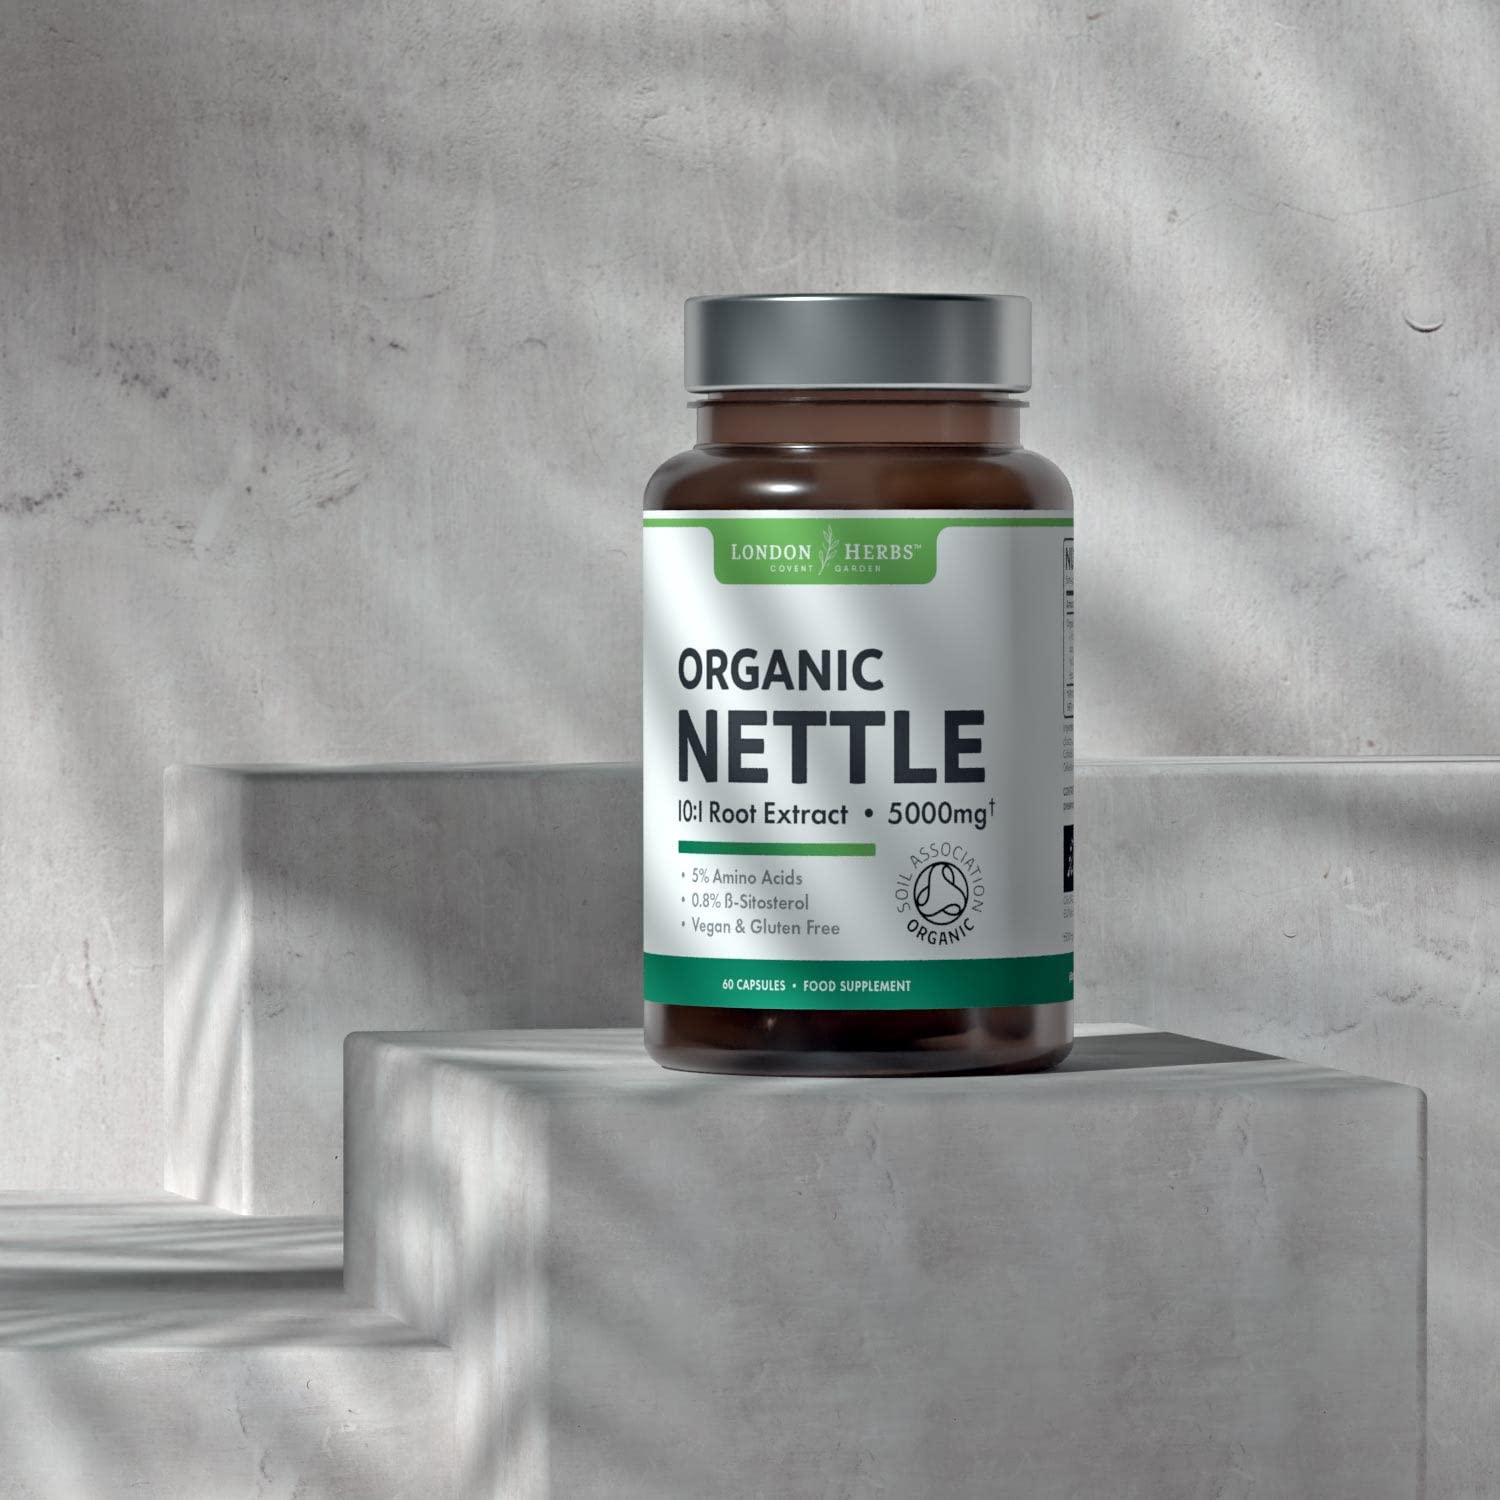 LONDON HERBS™
COVENT GARDEN
ORGANIC
NETTLE
10:1 Root Extract • 5000mg†
• 5% Amino Acids
• 0.8% ß-Sitosterol
• Vegan & Gluten Free
SOIL ASSOCIATION
ORGANIC
60 CAPSULES • FOOD SUPPLEMENT